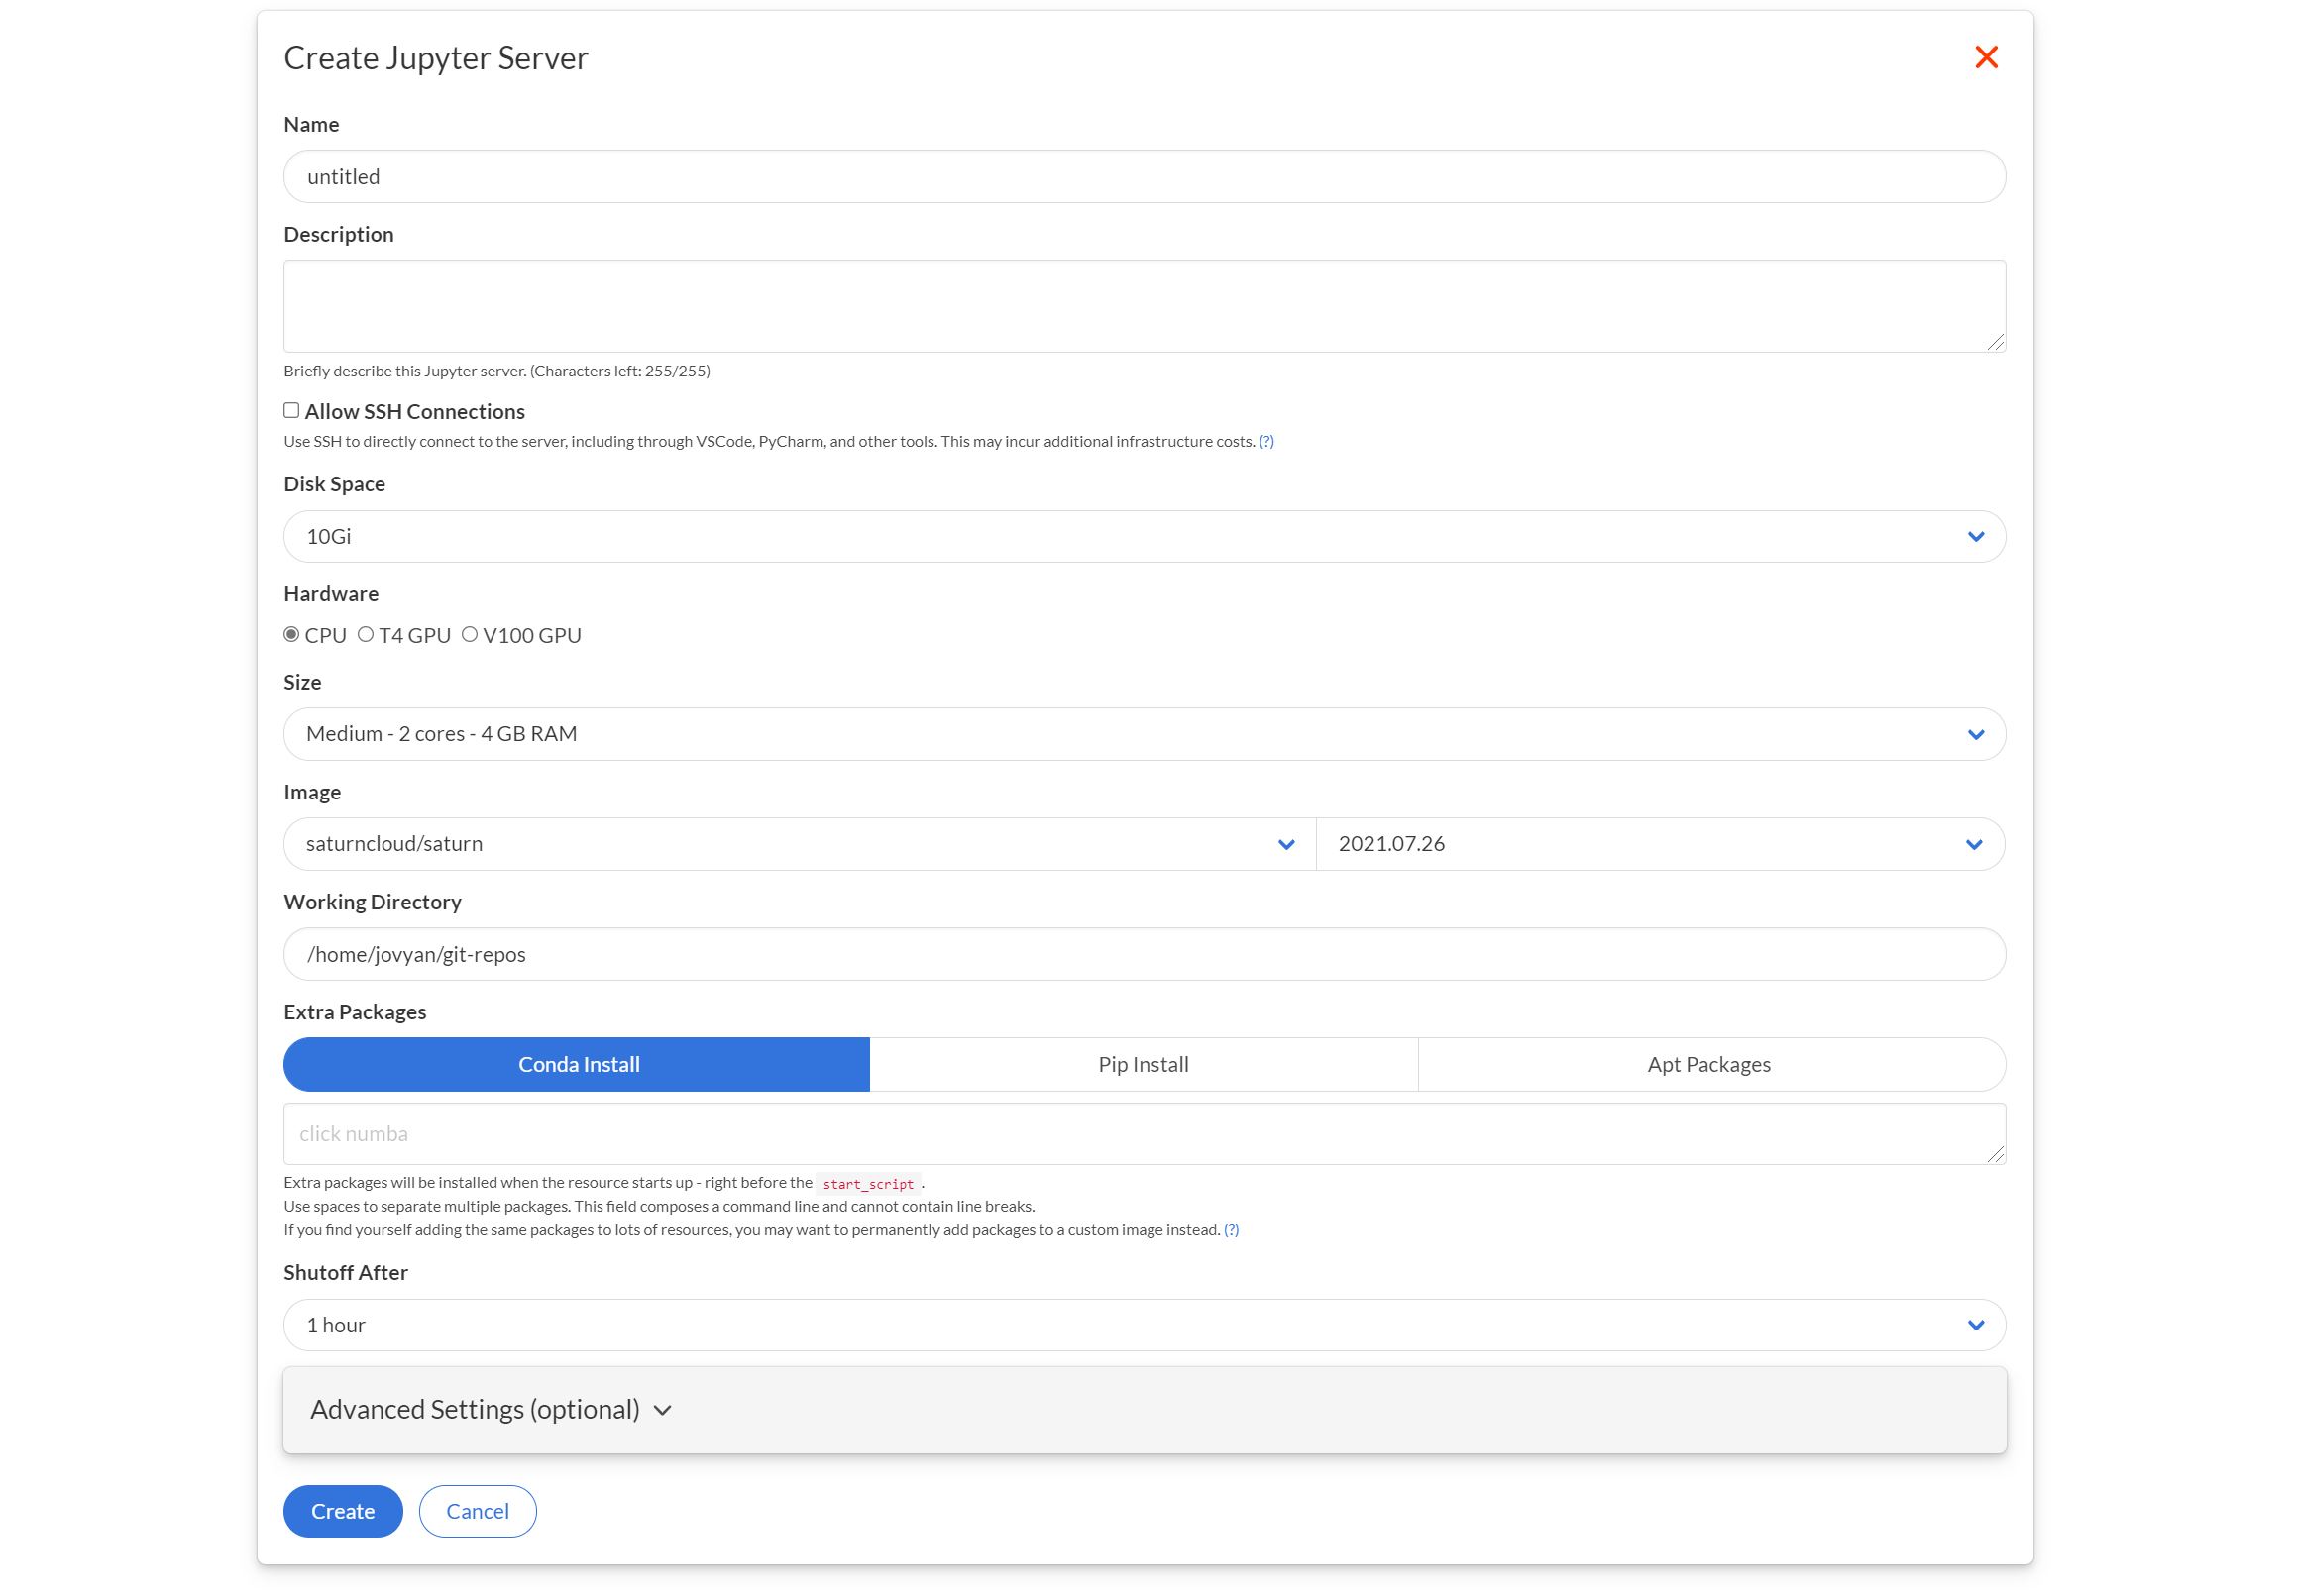 Create Jupyter Server
Name
untitled
Description
Briefly describe this Jupyter server. (Characters left: 255/255)
Allow SSH Connections
Use SSH to directly connect to the server, including through VSCode, PyCharm, and other tools. This may incur additional infrastructure costs. (?)
Disk Space
10Gi
Hardware
CPU T4 GPU V100 GPU
Size
Medium - 2 cores - 4 GB RAM
Image
saturncloud/saturn 2021.07.26
Working Directory
/home/jovyan/git-repos
Extra Packages
Conda Install Pip Install Apt Packages
click numba
Extra packages will be installed when the resource starts up - right before the start_script .
Use spaces to separate multiple packages. This field composes a command line and cannot contain line breaks.
If you find yourself adding the same packages to lots of resources, you may want to permanently add packages to a custom image instead. (?)
Shutoff After
1 hour
Advanced Settings (optional)
Create Cancel